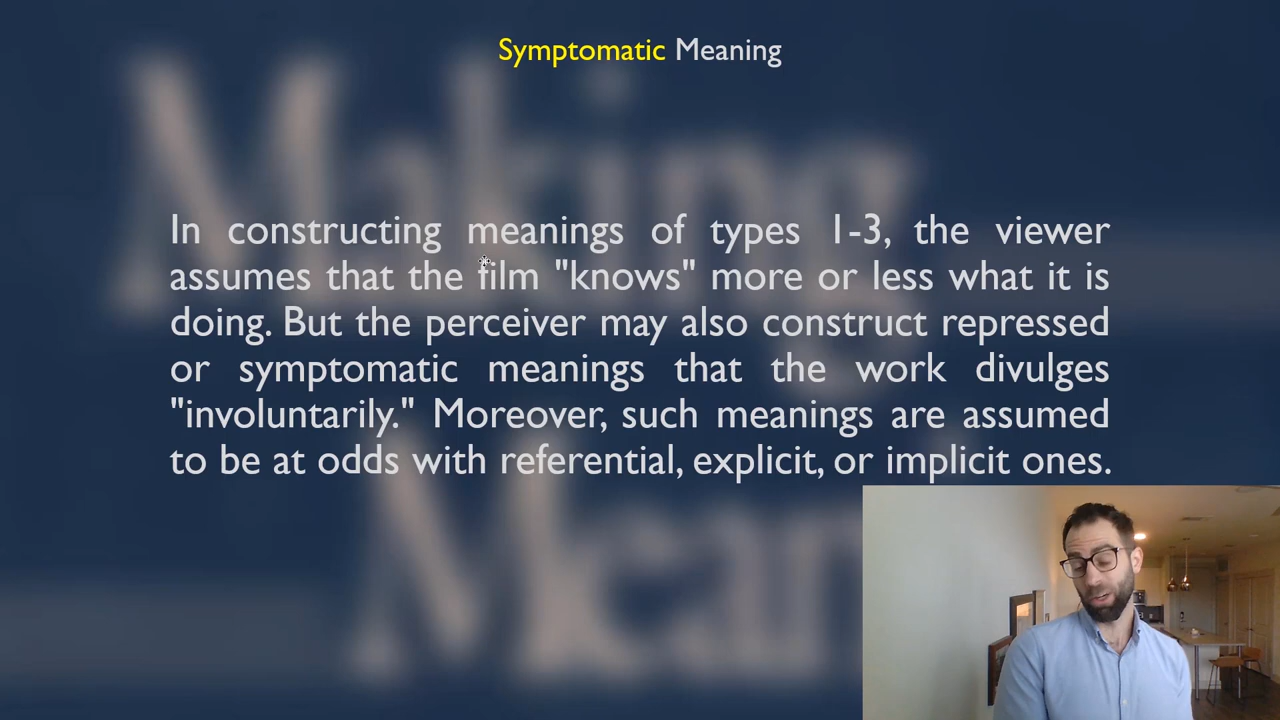 Symptomatic Meaning
Making
In constructing meanings of types 1-3, the viewer
assumes that the film "knows" more or less what it is
doing. But the perceiver may also construct repressed
or symptomatic meanings that the work divulges
"involuntarily." Moreover, such meanings are assumed
to be at odds with referential, explicit, or implicit ones.
Mean